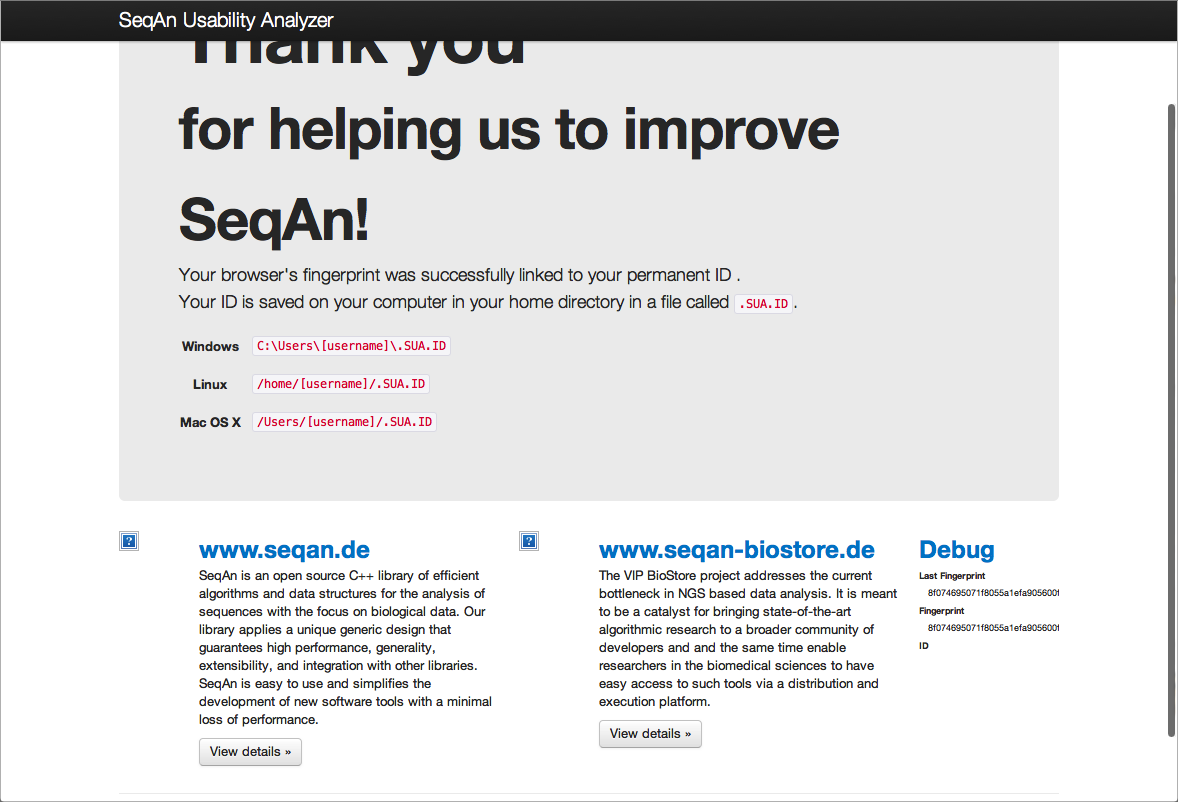 SeqAn Usability Analyzer
Thank you
for helping us to improve
SeqAn!
Your browser's fingerprint was successfully linked to your permanent ID .
Your ID is saved on your computer in your home directory in a file called .SUA.ID.
Windows C:\Users\[username]\.SUA.ID
Linux /home/[username]/.SUA.ID
Mac OS X /Users/[username]/.SUA.ID
www.seqan.de
SeqAn is an open source C++ library of efficient
algorithms and data structures for the analysis of
sequences with the focus on biological data. Our
library applies a unique generic design that
guarantees high performance, generality,
extensibility, and integration with other libraries.
SeqAn is easy to use and simplifies the
development of new software tools with a minimal
loss of performance.
View details »
www.seqan-biostore.de
The VIP BioStore project addresses the current
bottleneck in NGS based data analysis. It is meant
to be a catalyst for bringing state-of-the-art
algorithmic research to a broader community of
developers and and the same time enable
researchers in the biomedical sciences to have
easy access to such tools via a distribution and
execution platform.
View details »
Debug
Last Fingerprint
8f074695071f8055a1efa905600f
Fingerprint
8f074695071f8055a1efa905600f
ID